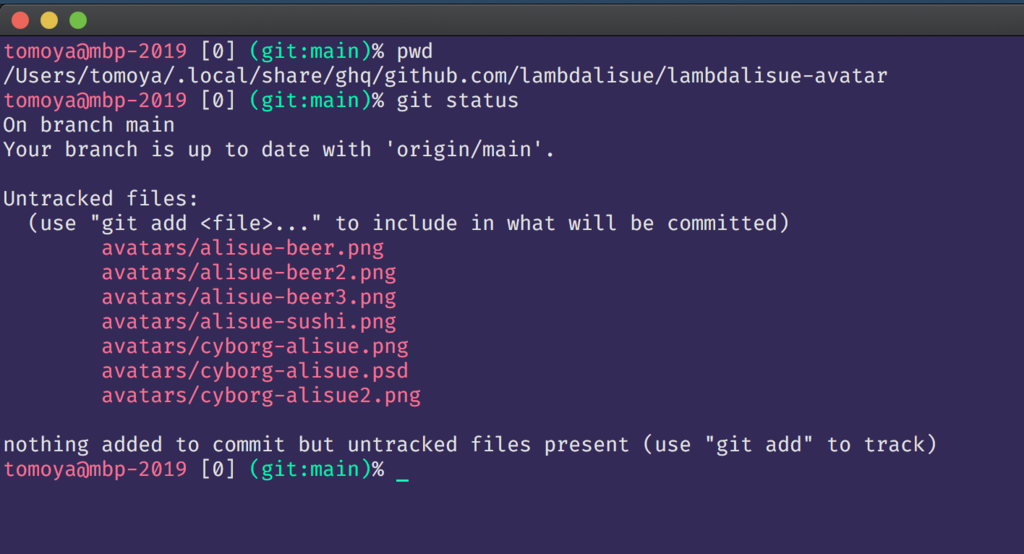 tomoya@mbp-2019 [0] (git:main)% pwd
/Users/tomoya/.local/share/ghq/github.com/lambdalisue/lambdalisue-avatar
tomoya@mbp-2019 [0] (git:main)% git status
On branch main
Your branch is up to date with 'origin/main'.

Untracked files:
  (use "git add <file>..." to include in what will be committed)
        avatars/alisue-beer.png
        avatars/alisue-beer2.png
        avatars/alisue-beer3.png
        avatars/alisue-sushi.png
        avatars/cyborg-alisue.png
        avatars/cyborg-alisue.psd
        avatars/cyborg-alisue2.png

nothing added to commit but untracked files present (use "git add" to track)
tomoya@mbp-2019 [0] (git:main)% _